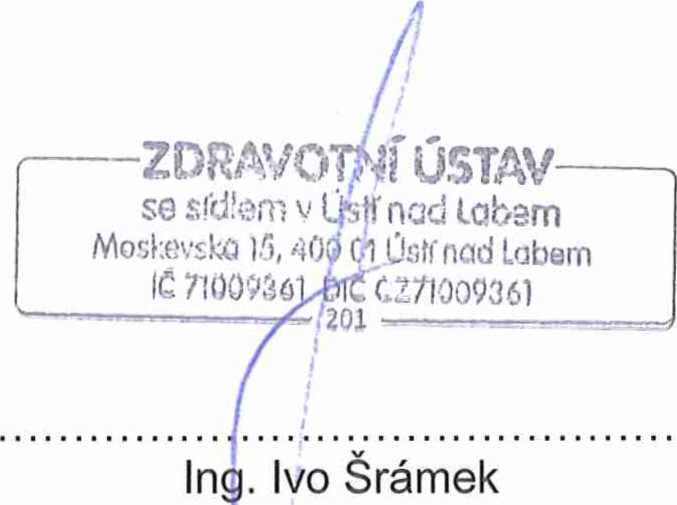 ZDRAVOTNÍ ÚSTAV
se sídlem v Ústí nad Labem
Moskevská 15, 400 01 Ústí nad Labem
IČ 71009361 DIČ CZ71009361
201
Ing. Ivo Šrámek